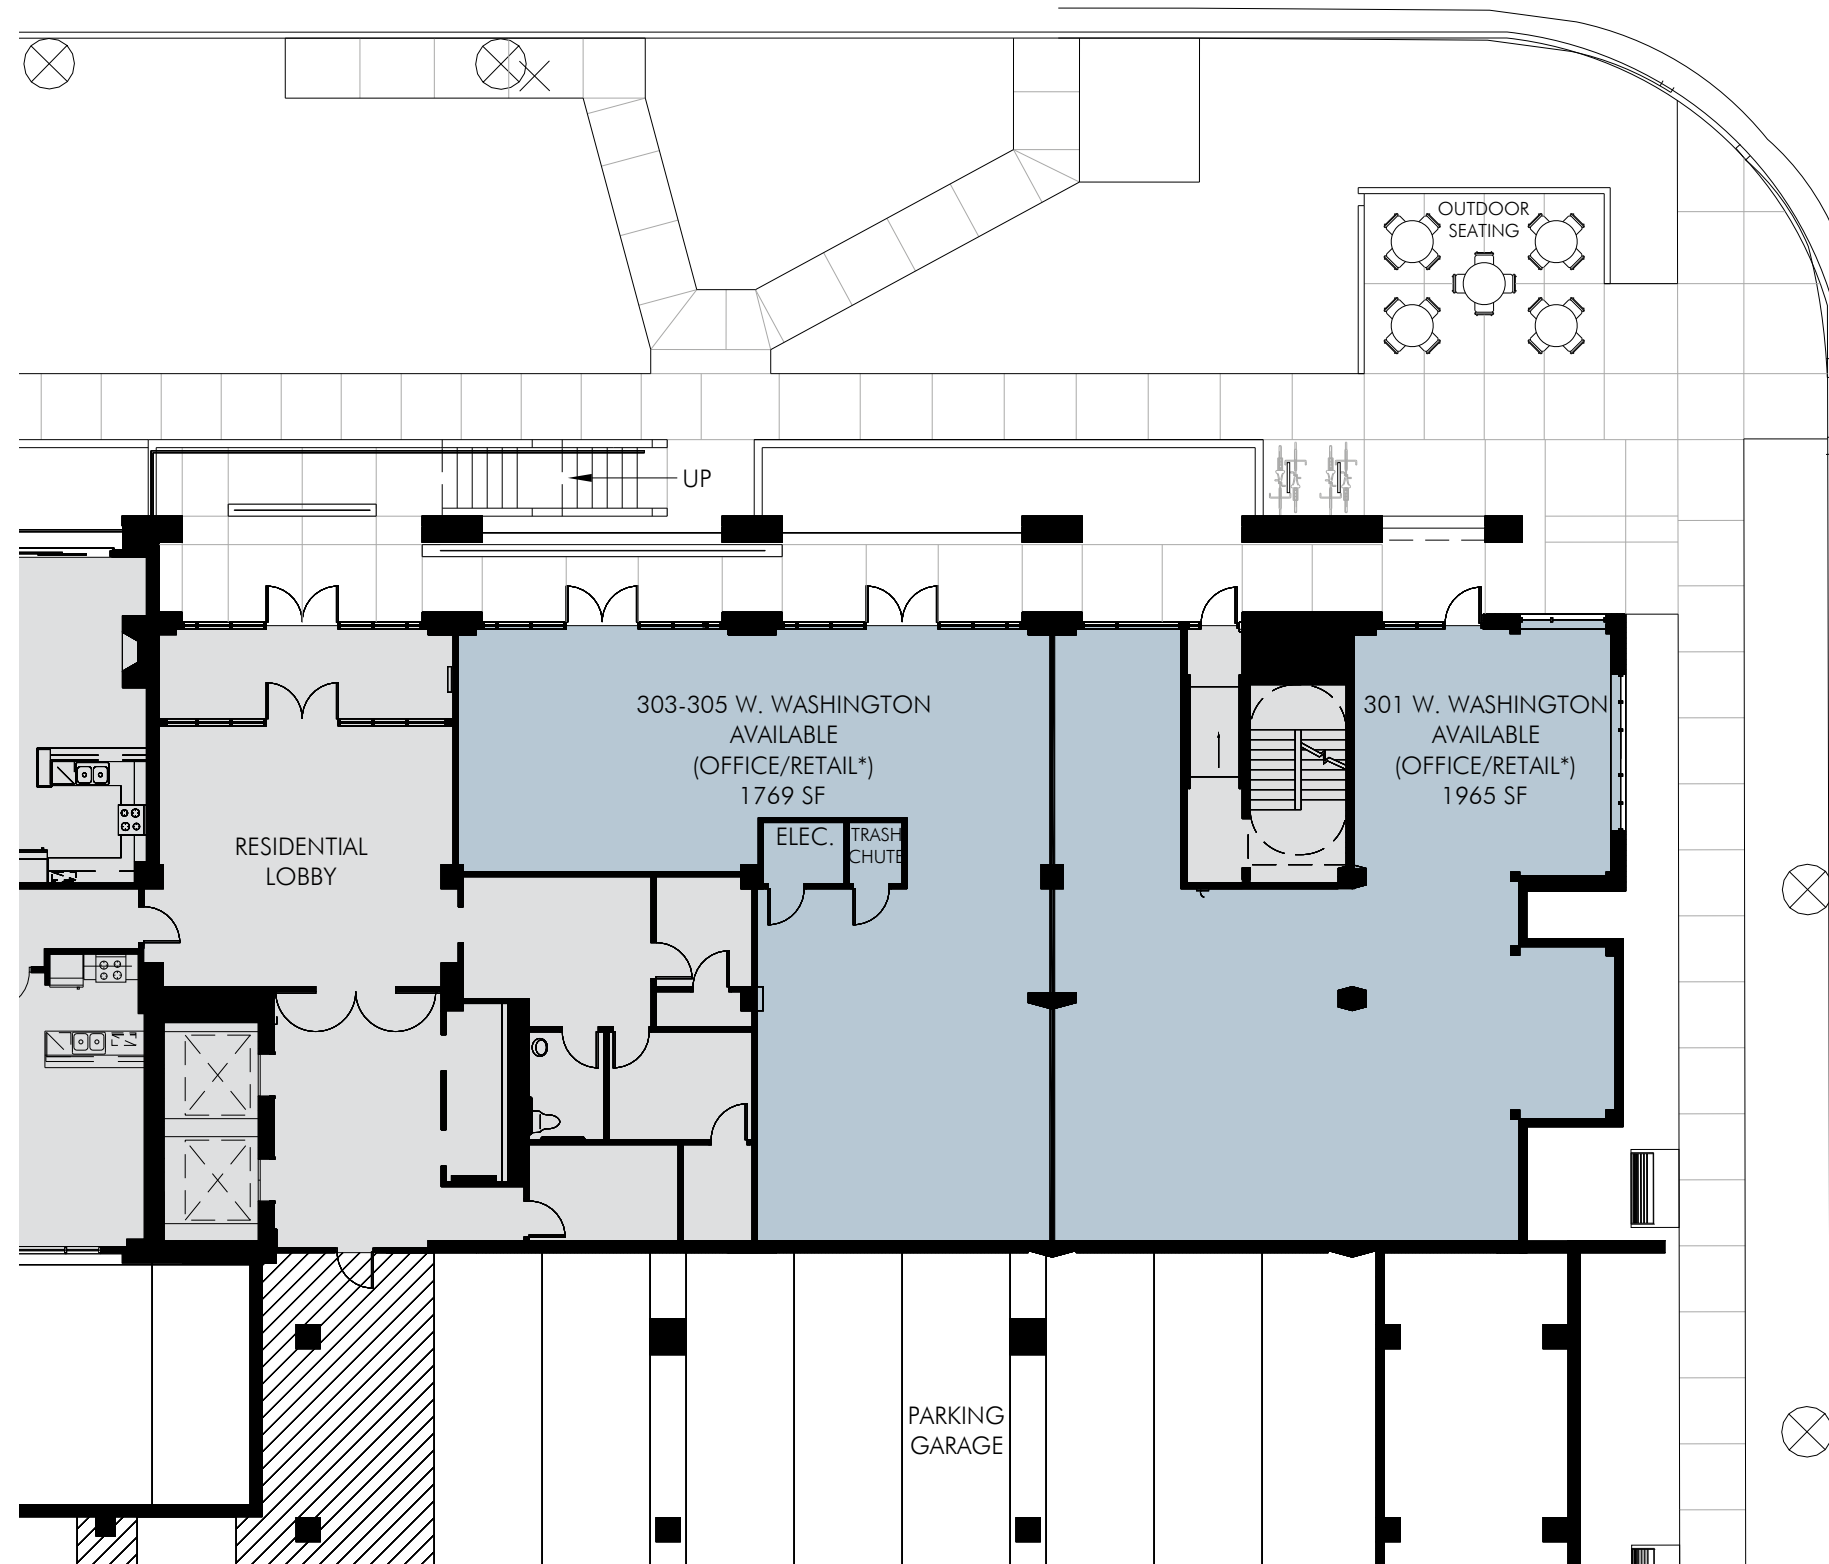 OUTDOOR
SEATING
UP
303-305 W. WASHINGTON
AVAILABLE
(OFFICE/RETAIL*)
1769 SF
301 W. WASHINGTON
AVAILABLE
(OFFICE/RETAIL*)
1965 SF
ELEC.
TRASH
CHUTE
RESIDENTIAL
LOBBY
PARKING
GARAGE